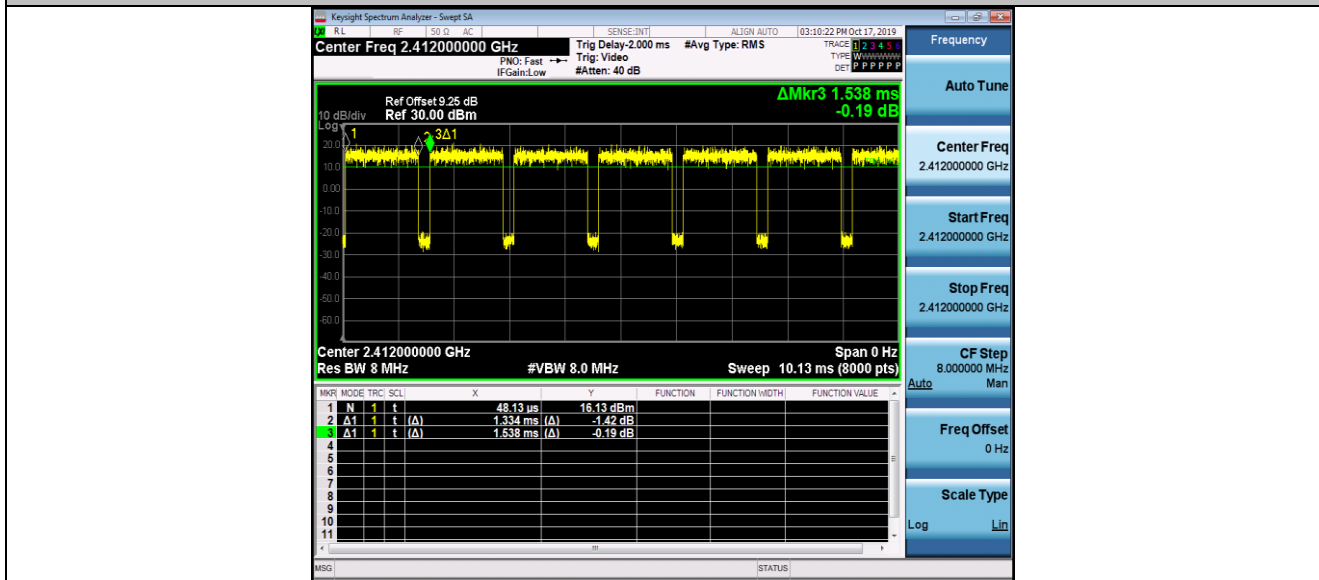 Keysight Spectrum Analyzer - Swept SA
RL RF 50 Ω AC SENSE:INT ALIGN AUTO 03:10:22 PM Oct 17, 2019
Center Freq 2.412000000 GHz
PNO: Fast
IFGain:Low
Trig Delay-2.000 ms
Trig: Video
#Atten: 40 dB
#Avg Type: RMS
TRACE 1 2 3 4 5 6
TYPE WWWWWW
DET P P P P P P
Frequency
ΔMkr3 1.538 ms
-0.19 dB
Ref Offset 9.25 dB
10 dB/div Ref 30.00 dBm
Log
1 3Δ1
20.0
10.0
0.00
-10.0
-20.0
-30.0
-40.0
-50.0
-60.0
Center 2.412000000 GHz Span 0 Hz
Res BW 8 MHz #VBW 8.0 MHz Sweep 10.13 ms (8000 pts)
MKR MODE TRC SCL X Y FUNCTION FUNCTION WIDTH FUNCTION VALUE
1 N 1 t 48.13 µs 16.13 dBm
2 Δ1 1 t (Δ) 1.334 ms (Δ) -1.42 dB
3 Δ1 1 t (Δ) 1.538 ms (Δ) -0.19 dB
4
5
6
7
8
9
10
11
MSG STATUS
Auto Tune
Center Freq
2.412000000 GHz
Start Freq
2.412000000 GHz
Stop Freq
2.412000000 GHz
CF Step
8.000000 MHz
Auto Man
Freq Offset
0 Hz
Scale Type
Log Lin